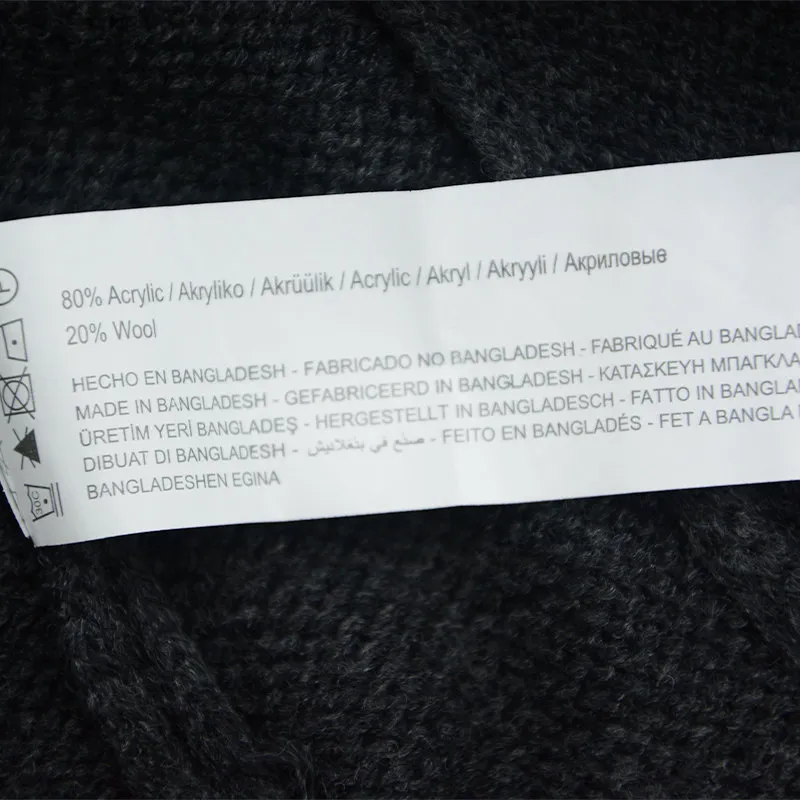 80% Acrylic / Akryliko / Akrüülik / Acrylic / Akryl / Akryyli / Акриловые
20% Wool
HECHO EN BANGLADESH - FABRICADO NO BANGLADESH - FABRIQUÉ AU BANGLAD
MADE IN BANGLADESH - GEFABRICEERD IN BANGLADESH - ΚΑΤΑΣΚΕΥΗ ΜΠΑΓΚΛΑ
ÜRETİM YERİ BANGLADEŞ - HERGESTELLT IN BANGLADESCH - FATTO IN BANGLA
DIBUAT DI BANGLADESH - صنع في بنغلاديش - FEITO EN BANGLADÉS - FET A BANGLA
BANGLADESHEN EGINA
30C
L